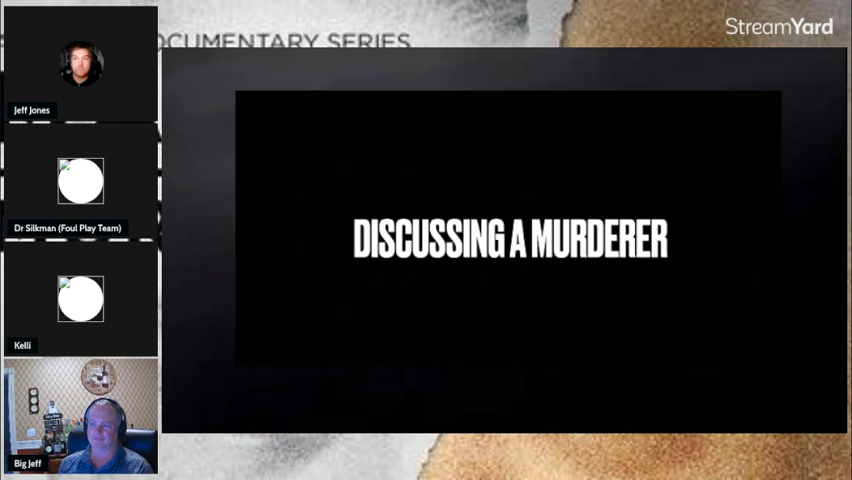 StreamYard
OCUMENTARY SERIES
Jeff Jones
Dr Silkman (Foul Play Team)
Kelli
Big Jeff
DISCUSSING A MURDERER